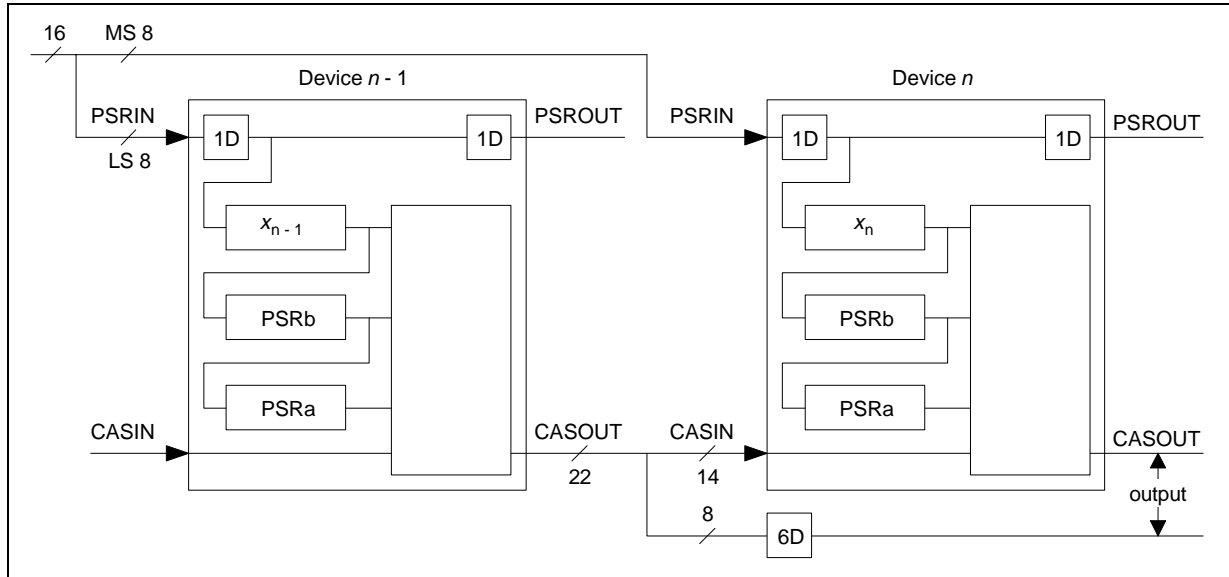 16
MS 8
Device n - 1
Device n
PSRIN
LS 8
1D
1D
PSROUT
PSRIN
1D
1D
PSROUT
xn - 1
xn
PSRb
PSRb
PSRa
PSRa
CASIN
CASOUT
22
CASIN
14
CASOUT
output
8
6D